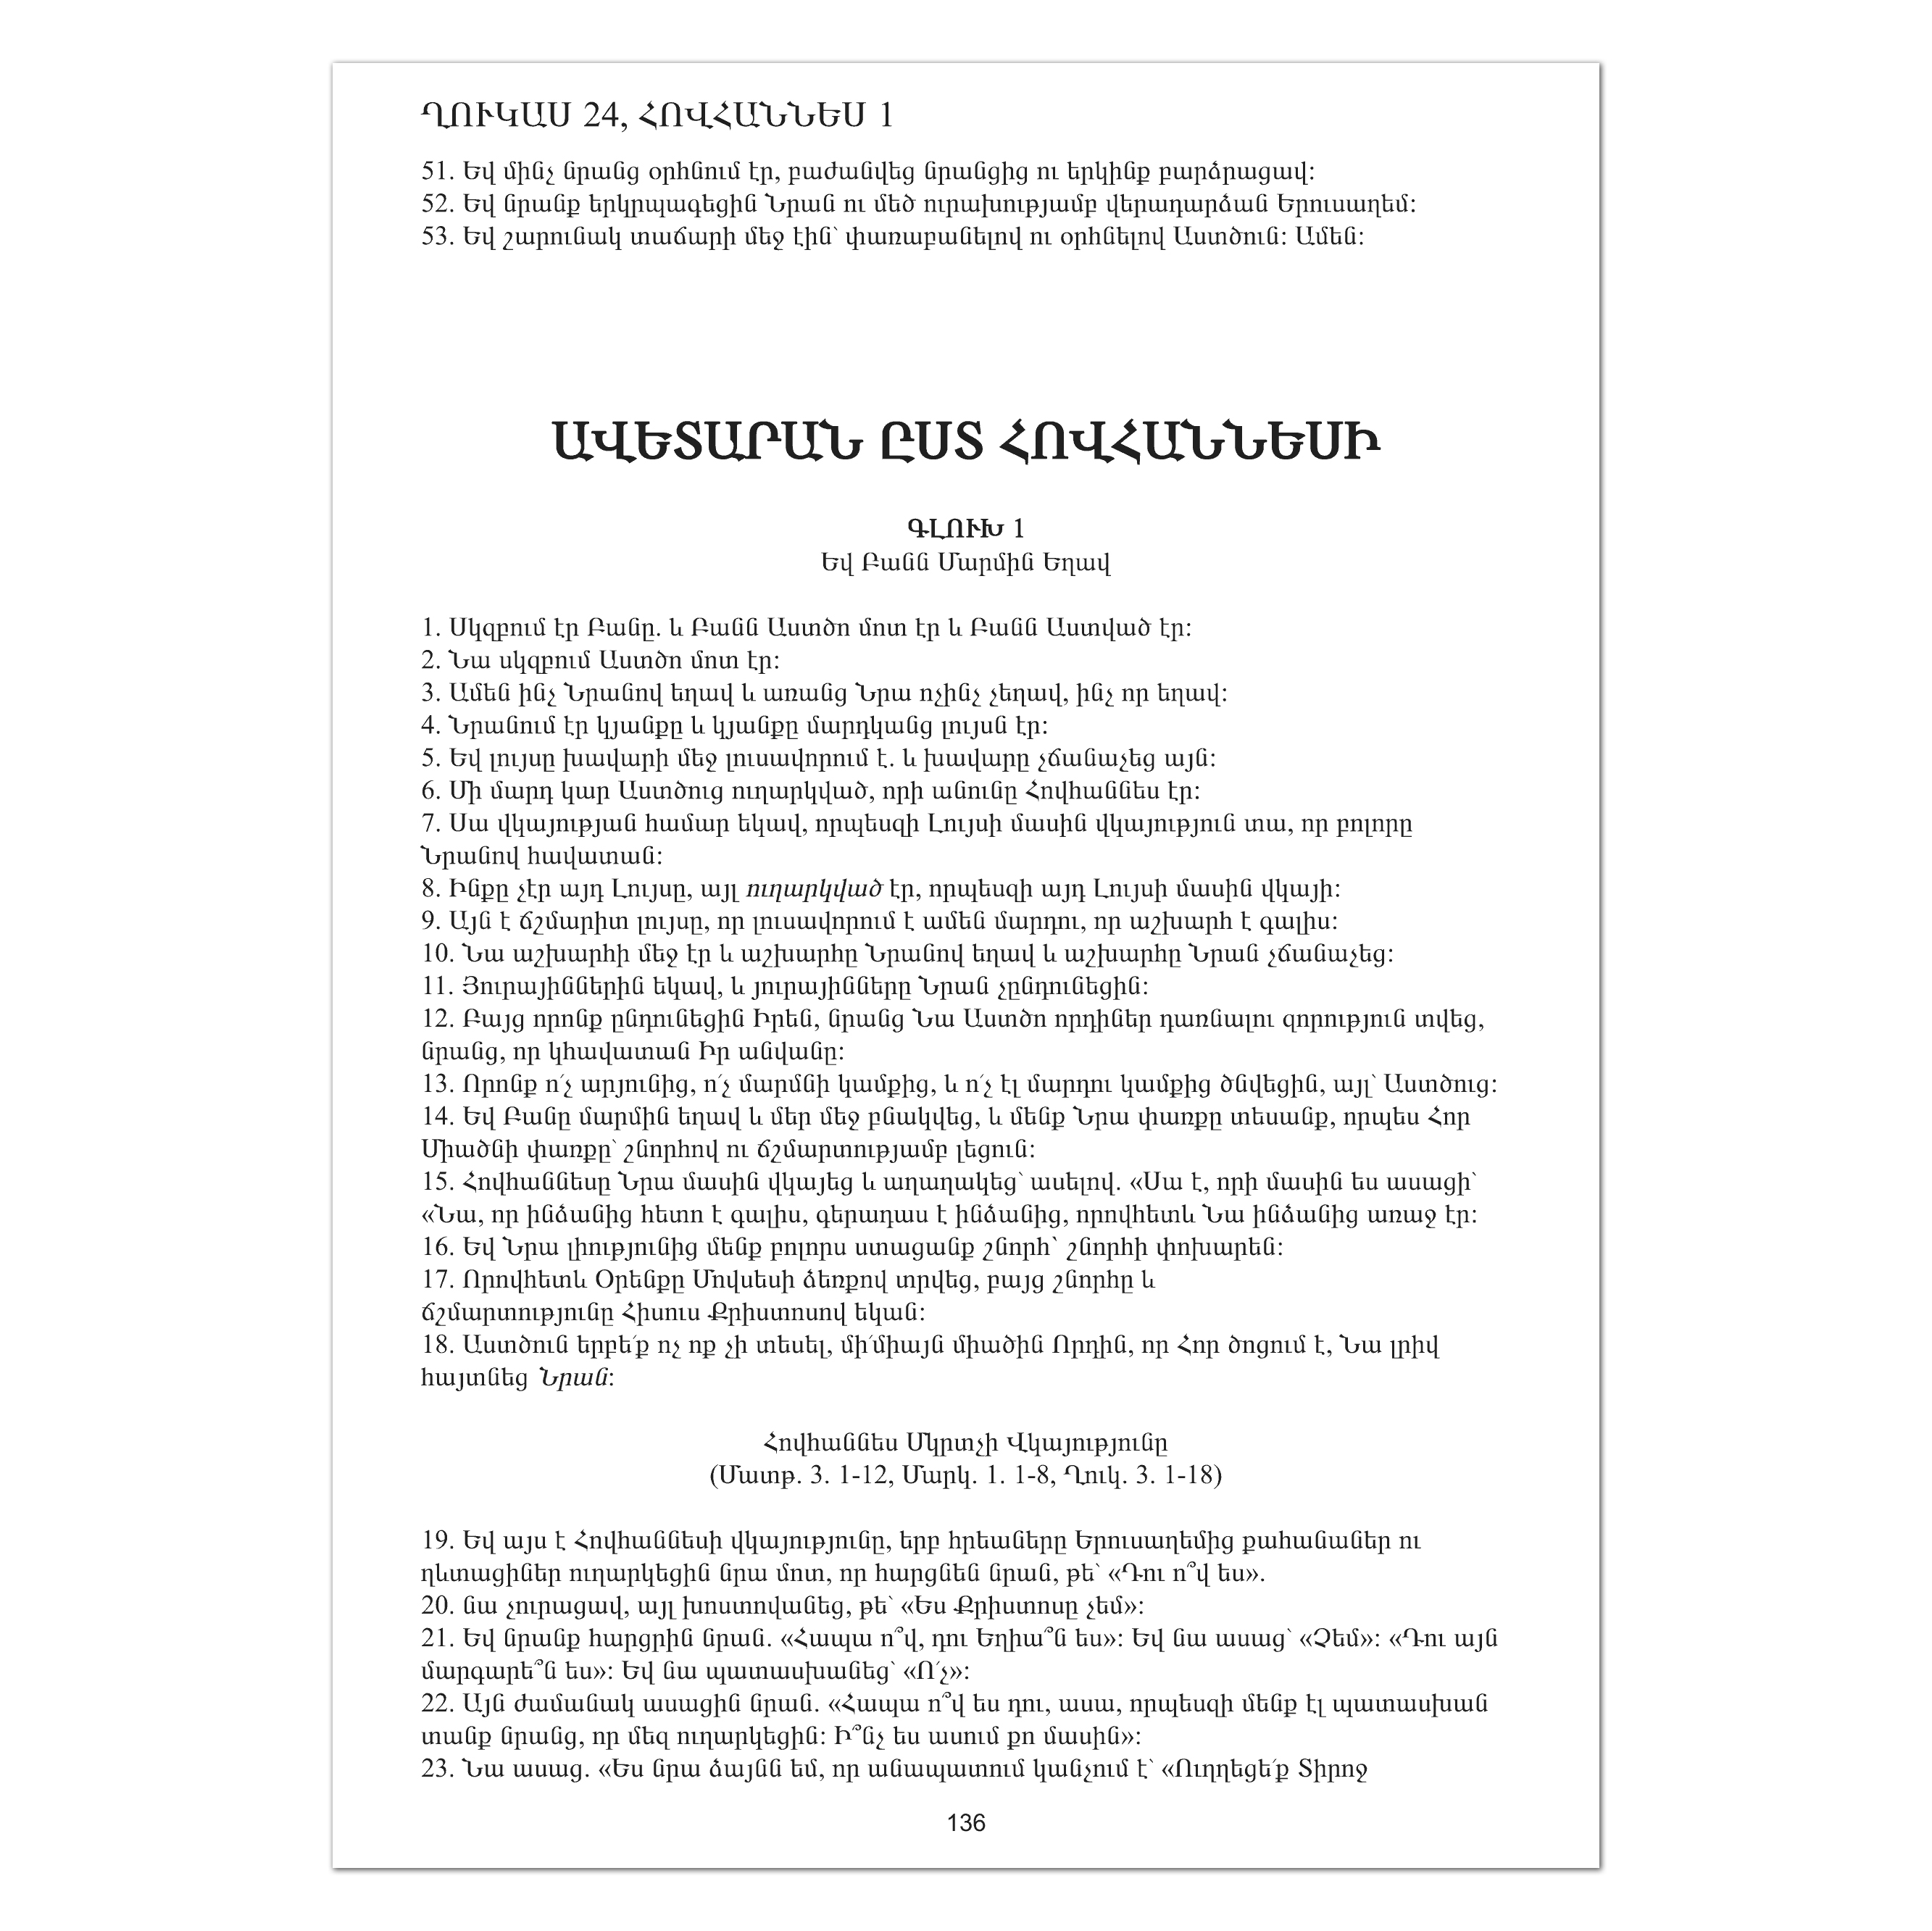 ՂՈՒԿԱՍ 24, ՀՈՎՀԱՆՆԵՍ 1
51. Եվ մինչ նրանց օրհնում էր, բաժանվեց նրանցից ու երկինք բարձրացավ:
52. Եվ նրանք երկրպագեցին Նրան ու մեծ ուրախությամբ վերադարձան Երուսաղեմ:
53. Եվ շարունակ տաճարի մեջ էին՝ փառաբանելով ու օրհնելով Աստծուն: Ամեն:
ԱՎԵՏԱՐԱՆ ԸՍՏ ՀՈՎՀԱՆՆԵՍԻ
ԳԼՈՒԽ 1
Եվ Բանն Մարմին Եղավ
1. Սկզբում էր Բանը. և Բանն Աստծո մոտ էր և Բանն Աստված էր:
2. Նա սկզբում Աստծո մոտ էր:
3. Ամեն ինչ Նրանով եղավ և առանց Նրա ոչինչ չեղավ, ինչ որ եղավ:
4. Նրանում էր կյանքը և կյանքը մարդկանց լույսն էր:
5. Եվ լույսը խավարի մեջ լուսավորում է. և խավարը չճանաչեց այն:
6. Մի մարդ կար Աստծուց ուղարկված, որի անունը Հովհաննես էր:
7. Սա վկայության համար եկավ, որպեսզի Լույսի մասին վկայություն տա, որ բոլորը
Նրանով հավատան:
8. Ինքը չէր այդ Լույսը, այլ ուղարկված էր, որպեսզի այդ Լույսի մասին վկայի:
9. Այն է ճշմարիտ լույսը, որ լուսավորում է ամեն մարդու, որ աշխարհ է գալիս:
10. Նա աշխարհի մեջ էր և աշխարհը Նրանով եղավ և աշխարհը Նրան չճանաչեց:
11. Յուրայիններին եկավ, և յուրայինները Նրան չընդունեցին:
12. Բայց որոնք ընդունեցին Իրեն, նրանց Նա Աստծո որդիներ դառնալու զորություն տվեց,
նրանց, որ կհավատան Իր անվանը:
13. Որոնք ո՛չ արյունից, ո՛չ մարմնի կամքից, և ո՛չ էլ մարդու կամքից ծնվեցին, այլ՝ Աստծուց:
14. Եվ Բանը մարմին եղավ և մեր մեջ բնակվեց, և մենք Նրա փառքը տեսանք, որպես Հոր
Միածնի փառքը՝ շնորհով ու ճշմարտությամբ լեցուն:
15. Հովհաննեսը Նրա մասին վկայեց և աղաղակեց՝ ասելով. «Սա է, որի մասին ես ասացի՝
«Նա, որ ինձանից հետո է գալիս, գերադաս է ինձանից, որովհետև Նա ինձանից առաջ էր:
16. Եվ Նրա լիությունից մենք բոլորս ստացանք շնորհ՝ շնորհի փոխարեն:
17. Որովհետև Օրենքը Մովսեսի ձեռքով տրվեց, բայց շնորհը և
ճշմարտությունը Հիսուս Քրիստոսով եկան:
18. Աստծուն երբե՛ք ոչ ոք չի տեսել, մի՛միայն միածին Որդին, որ Հոր ծոցում է, Նա լրիվ
հայտնեց Նրան:
Հովհաննես Մկրտչի Վկայությունը
(Մատթ. 3. 1-12, Մարկ. 1. 1-8, Ղուկ. 3. 1-18)
19. Եվ այս է Հովհաննեսի վկայությունը, երբ հրեաները Երուսաղեմից քահանաներ ու
ղևտացիներ ուղարկեցին նրա մոտ, որ հարցնեն նրան, թե՝ «Դու ո՞վ ես».
20. նա չուրացավ, այլ խոստովանեց, թե՝ «Ես Քրիստոսը չեմ»:
21. Եվ նրանք հարցրին նրան. «Հապա ո՞վ, դու Եղիա՞ն ես»: Եվ նա ասաց՝ «Չեմ»: «Դու այն
մարգարե՞ն ես»: Եվ նա պատասխանեց՝ «Ո՛չ»:
22. Այն ժամանակ ասացին նրան. «Հապա ո՞վ ես դու, ասա, որպեսզի մենք էլ պատասխան
տանք նրանց, որ մեզ ուղարկեցին: Ի՞նչ ես ասում քո մասին»:
23. Նա ասաց. «Ես նրա ձայնն եմ, որ անապատում կանչում է՝ «Ուղղեցե՛ք Տիրոջ
136